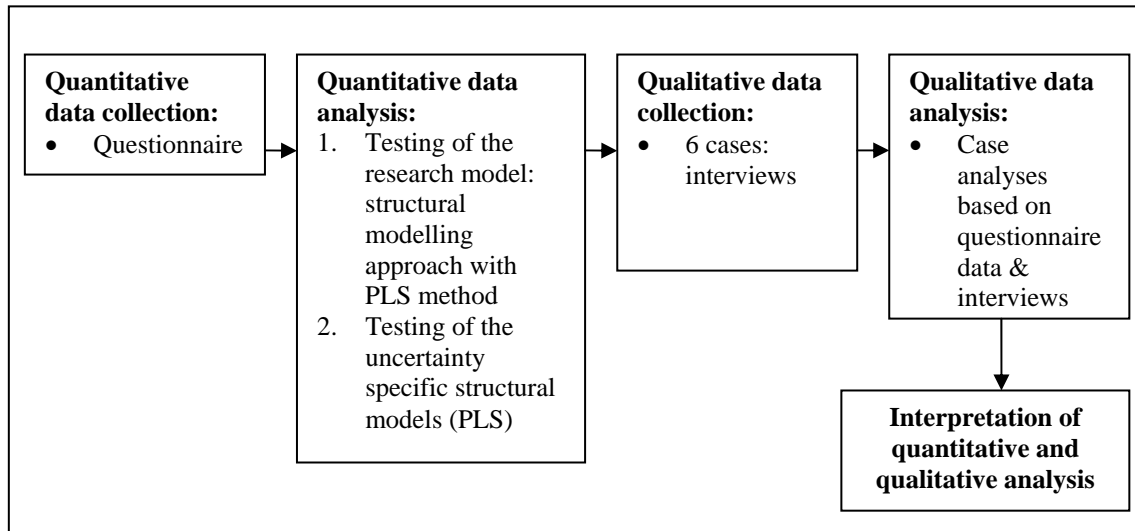 Quantitative
data collection:
• Questionnaire
Quantitative data
analysis:
1. Testing of the
research model:
structural
modelling
approach with
PLS method
2. Testing of the
uncertainty
specific structural
models (PLS)
Qualitative data
collection:
• 6 cases:
interviews
Qualitative data
analysis:
• Case
analyses
based on
questionnaire
data &
interviews
Interpretation of
quantitative and
qualitative analysis